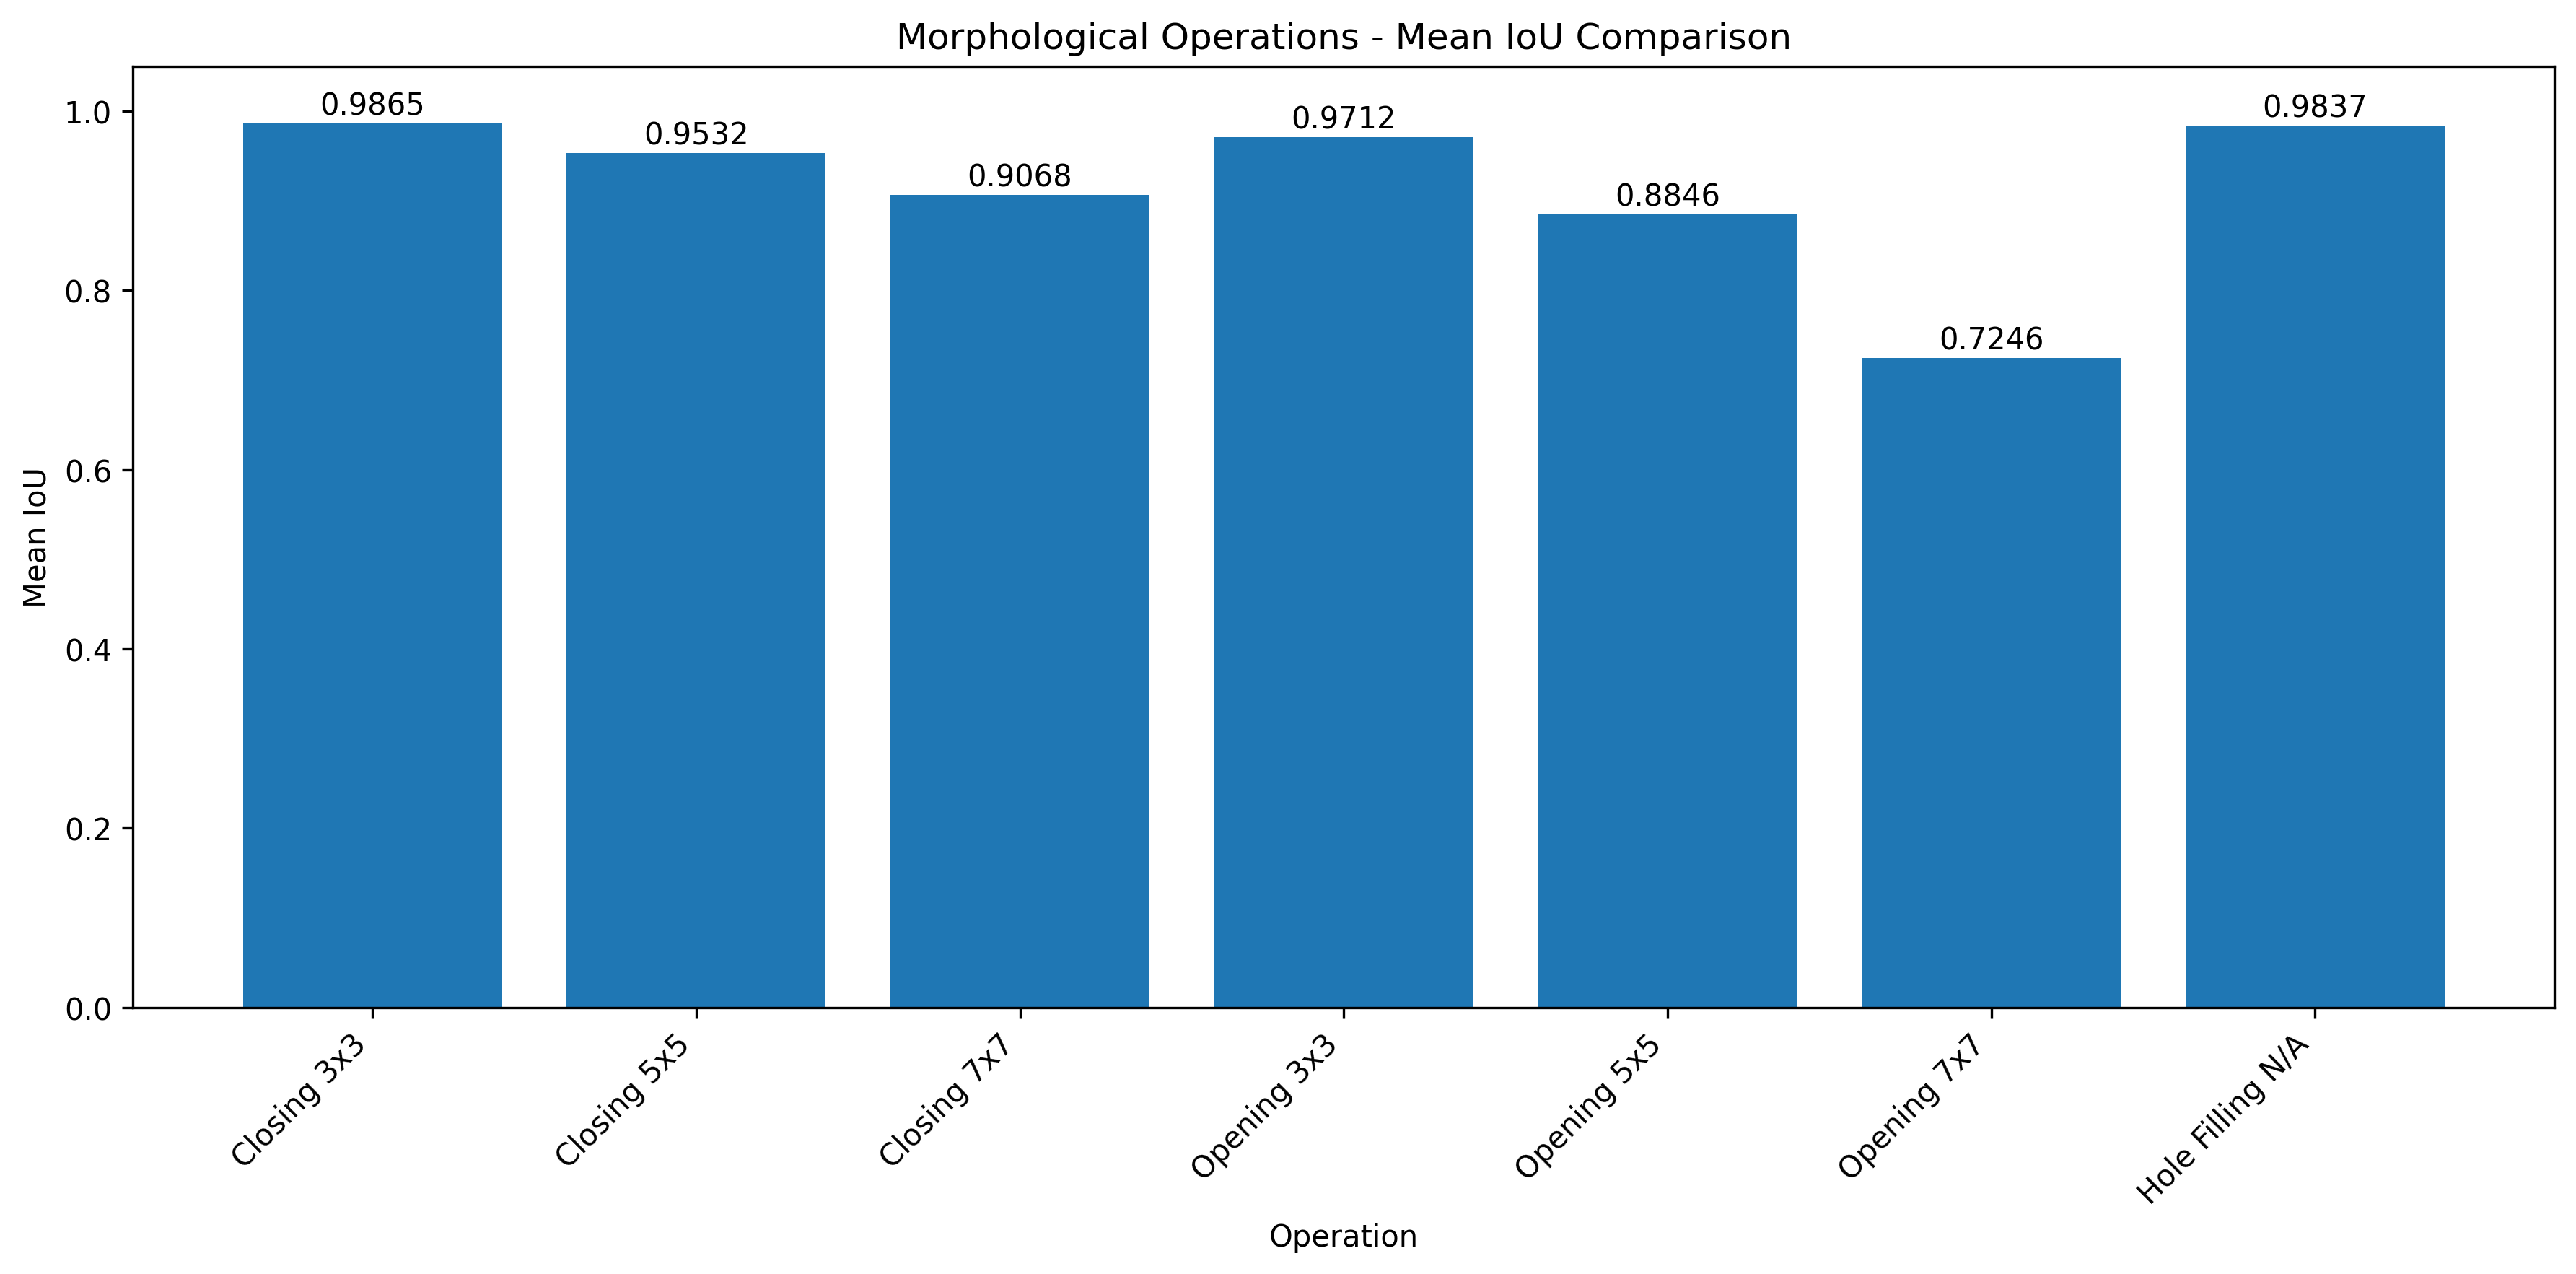 Morphological Operations - Mean IoU Comparison
Mean IoU
1.0
0.8
0.6
0.4
0.2
0.0
0.9865
0.9532
0.9068
0.9712
0.8846
0.7246
0.9837
Closing 3x3
Closing 5x5
Closing 7x7
Opening 3x3
Opening 5x5
Opening 7x7
Hole Filling N/A
Operation